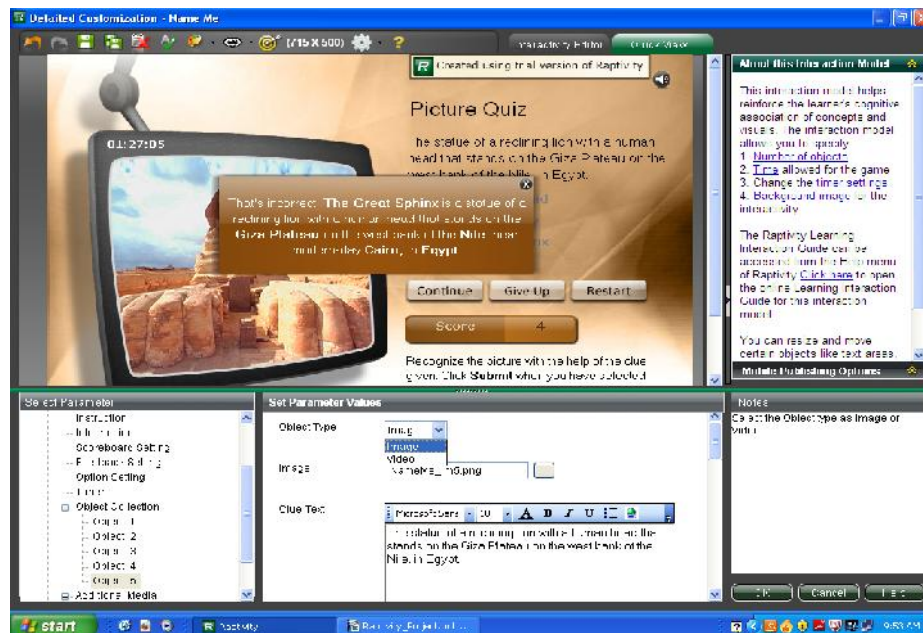 Detailed Customization - Name Me
(715 X 500)
Interactivity Editor
Quick View
Created using trial version of Raptivity
Picture Quiz
The statue of a reclining lion with a human
head that stands on the Giza Plateau on the
west bank of the Nile, in Egypt.
01:27:05
That's incorrect. The Great Sphinx is a statue of a
reclining lion with a human head that stands on the
Giza Plateau on the west bank of the Nile, near
modern-day Cairo, in Egypt.
Continue
Give Up
Restart
Score
4
Recognize the picture with the help of the clue
given. Click Submit when you have selected
About this Interaction Model
This interaction model helps
reinforce the learner's cognitive
association of concepts and
visuals. The interaction model
allows you to specify:
1. Number of objects
2. Time allowed for the game
3. Change the timer settings
4. Background image for the
interactivity
The Raptivity Learning
Interaction Guide can be
accessed from the Help menu
of Raptivity Click here to open
the online Learning Interaction
Guide for this interaction
model.
You can resize and move
certain objects like text areas,
Mobile Publishing Options
Select Parameter
Instruction
Scoreboard Setting
Feedback Setting
Option Setting
Timer
Object Collection
Object 1
Object 2
Object 3
Object 4
Object 5
Additional Media
Set Parameter Values
Object Type
Imag
Image
Video
Image
Clue Text
Microsoft Sans
10
A B I U
The statue of a reclining lion with a human head that
stands on the Giza Plateau on the west bank of the
Nile, in Egypt.
Notes
Select the Object type as Image or
Video.
OK
Cancel
Help
start
Raptivity
9:53 AM